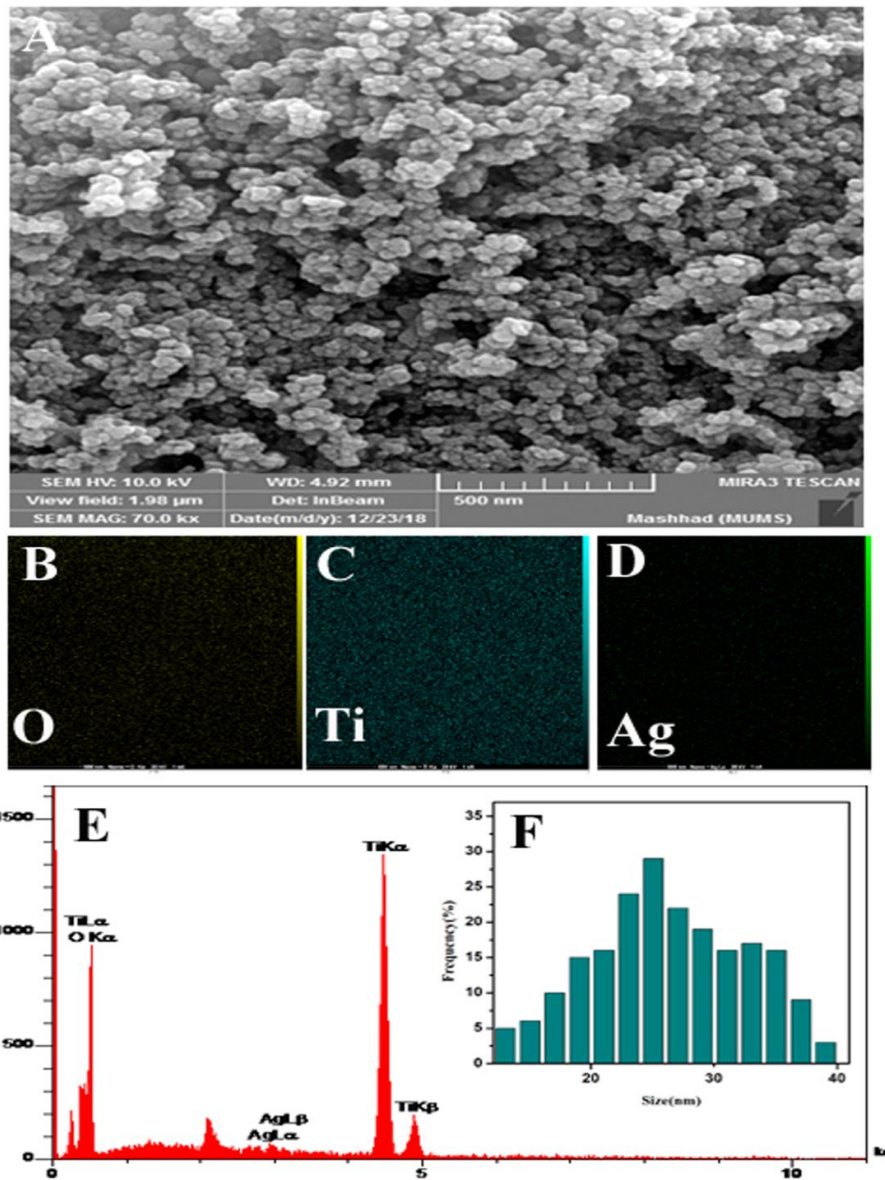 A
SEM HV: 10.0 kV
WD: 4.92 mm
MIRA3 TESCAN
View field: 1.98 µm
Det: InBeam
500 nm
SEM MAG: 70.0 kx
Date(m/d/y): 12/23/18
Mashhad (MUMS)
B
C
D
O
Ti
Ag
E
F
1500
1000
500
0
TiLα
O Kα
AgLβ
AgLα
TiKα
TiKβ
0
5
10
35
30
25
20
15
10
5
0
Frequency(%)
20
30
40
Size(nm)